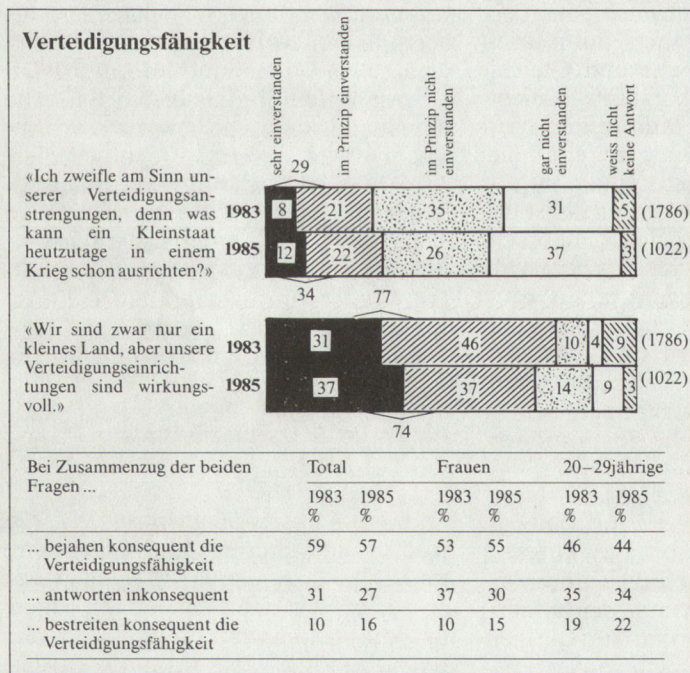 Verteidigungsfähigkeit
sehr einverstanden
im Prinzip einverstanden
im Prinzip nicht
einverstanden
gar nicht
einverstanden
weiss nicht
keine Antwort
29
«Ich zweifle am Sinn un-
serer Verteidigungsan-
strengungen, denn was
kann ein Kleinstaat
heutzutage in einem
Krieg schon ausrichten?»
1983 8 21 35 31 5 (1786)
1985 12 22 26 37 3 (1022)
34
77
«Wir sind zwar nur ein
kleines Land, aber unsere
Verteidigungseinrich-
tungen sind wirkungs-
voll.»
1983 31 46 10 4 9 (1786)
1985 37 37 14 9 3 (1022)
74
Bei Zusammenzug der beiden Total Frauen 20–29jährige
Fragen ...
1983 1985 1983 1985 1983 1985
% % % % % %
... bejahen konsequent die 59 57 53 55 46 44
Verteidigungsfähigkeit
... antworten inkonsequent 31 27 37 30 35 34
... bestreiten konsequent die 10 16 10 15 19 22
Verteidigungsfähigkeit